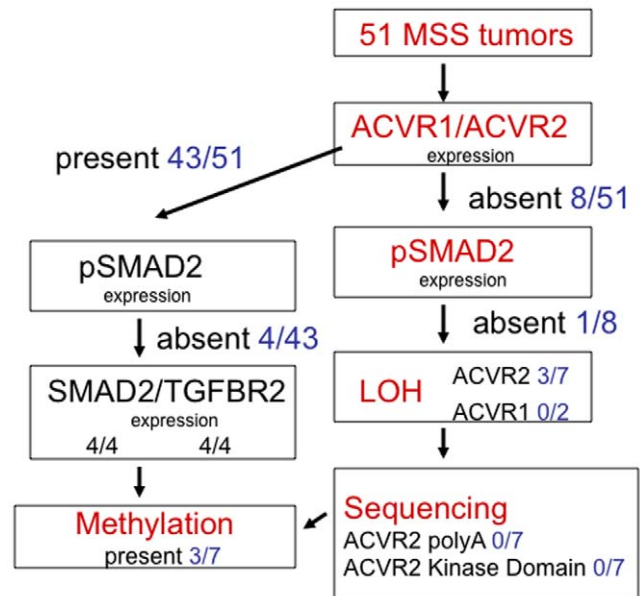 51 MSS tumors
ACVR1/ACVR2
expression
present 43/51
absent 8/51
pSMAD2
expression
pSMAD2
expression
absent 4/43
absent 1/8
SMAD2/TGFBR2
expression
4/4 4/4
LOH
ACVR2 3/7
ACVR1 0/2
Methylation
present 3/7
Sequencing
ACVR2 polyA 0/7
ACVR2 Kinase Domain 0/7